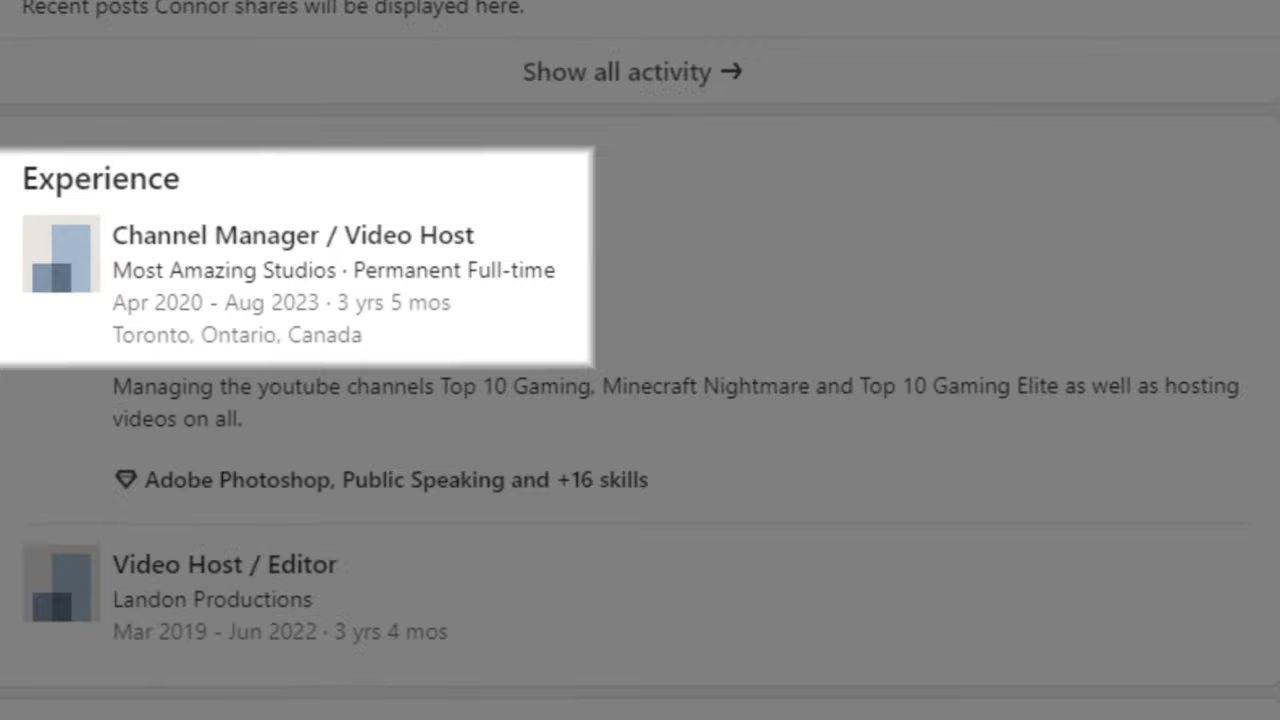 Recent posts Connor shares will be displayed here.
Show all activity →
Experience
Channel Manager / Video Host
Most Amazing Studios · Permanent Full-time
Apr 2020 - Aug 2023 · 3 yrs 5 mos
Toronto, Ontario, Canada
Managing the youtube channels Top 10 Gaming, Minecraft Nightmare and Top 10 Gaming Elite as well as hosting
videos on all.
Adobe Photoshop, Public Speaking and +16 skills
Video Host / Editor
Landon Productions
Mar 2019 - Jun 2022 · 3 yrs 4 mos